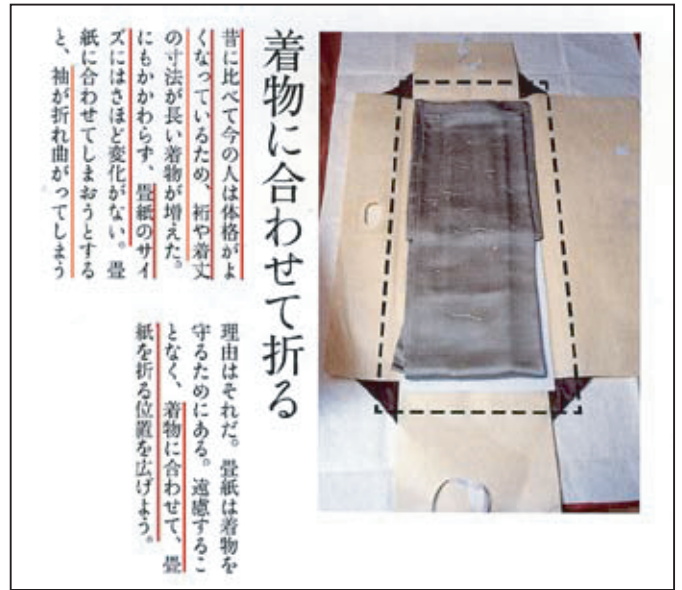 着物に合わせて折る
昔に比べて今の人は体格がよ
くなっているため、裄や着丈
の寸法が長い着物が増えた。
にもかかわらず、畳紙のサイ
ズにはさほど変化がない。畳
紙に合わせてしまおうとする
と、袖が折れ曲がってしまう
理由はそれだ。畳紙は着物を
守るためにある。遠慮するこ
となく、着物に合わせて、畳
紙を折る位置を広げよう。